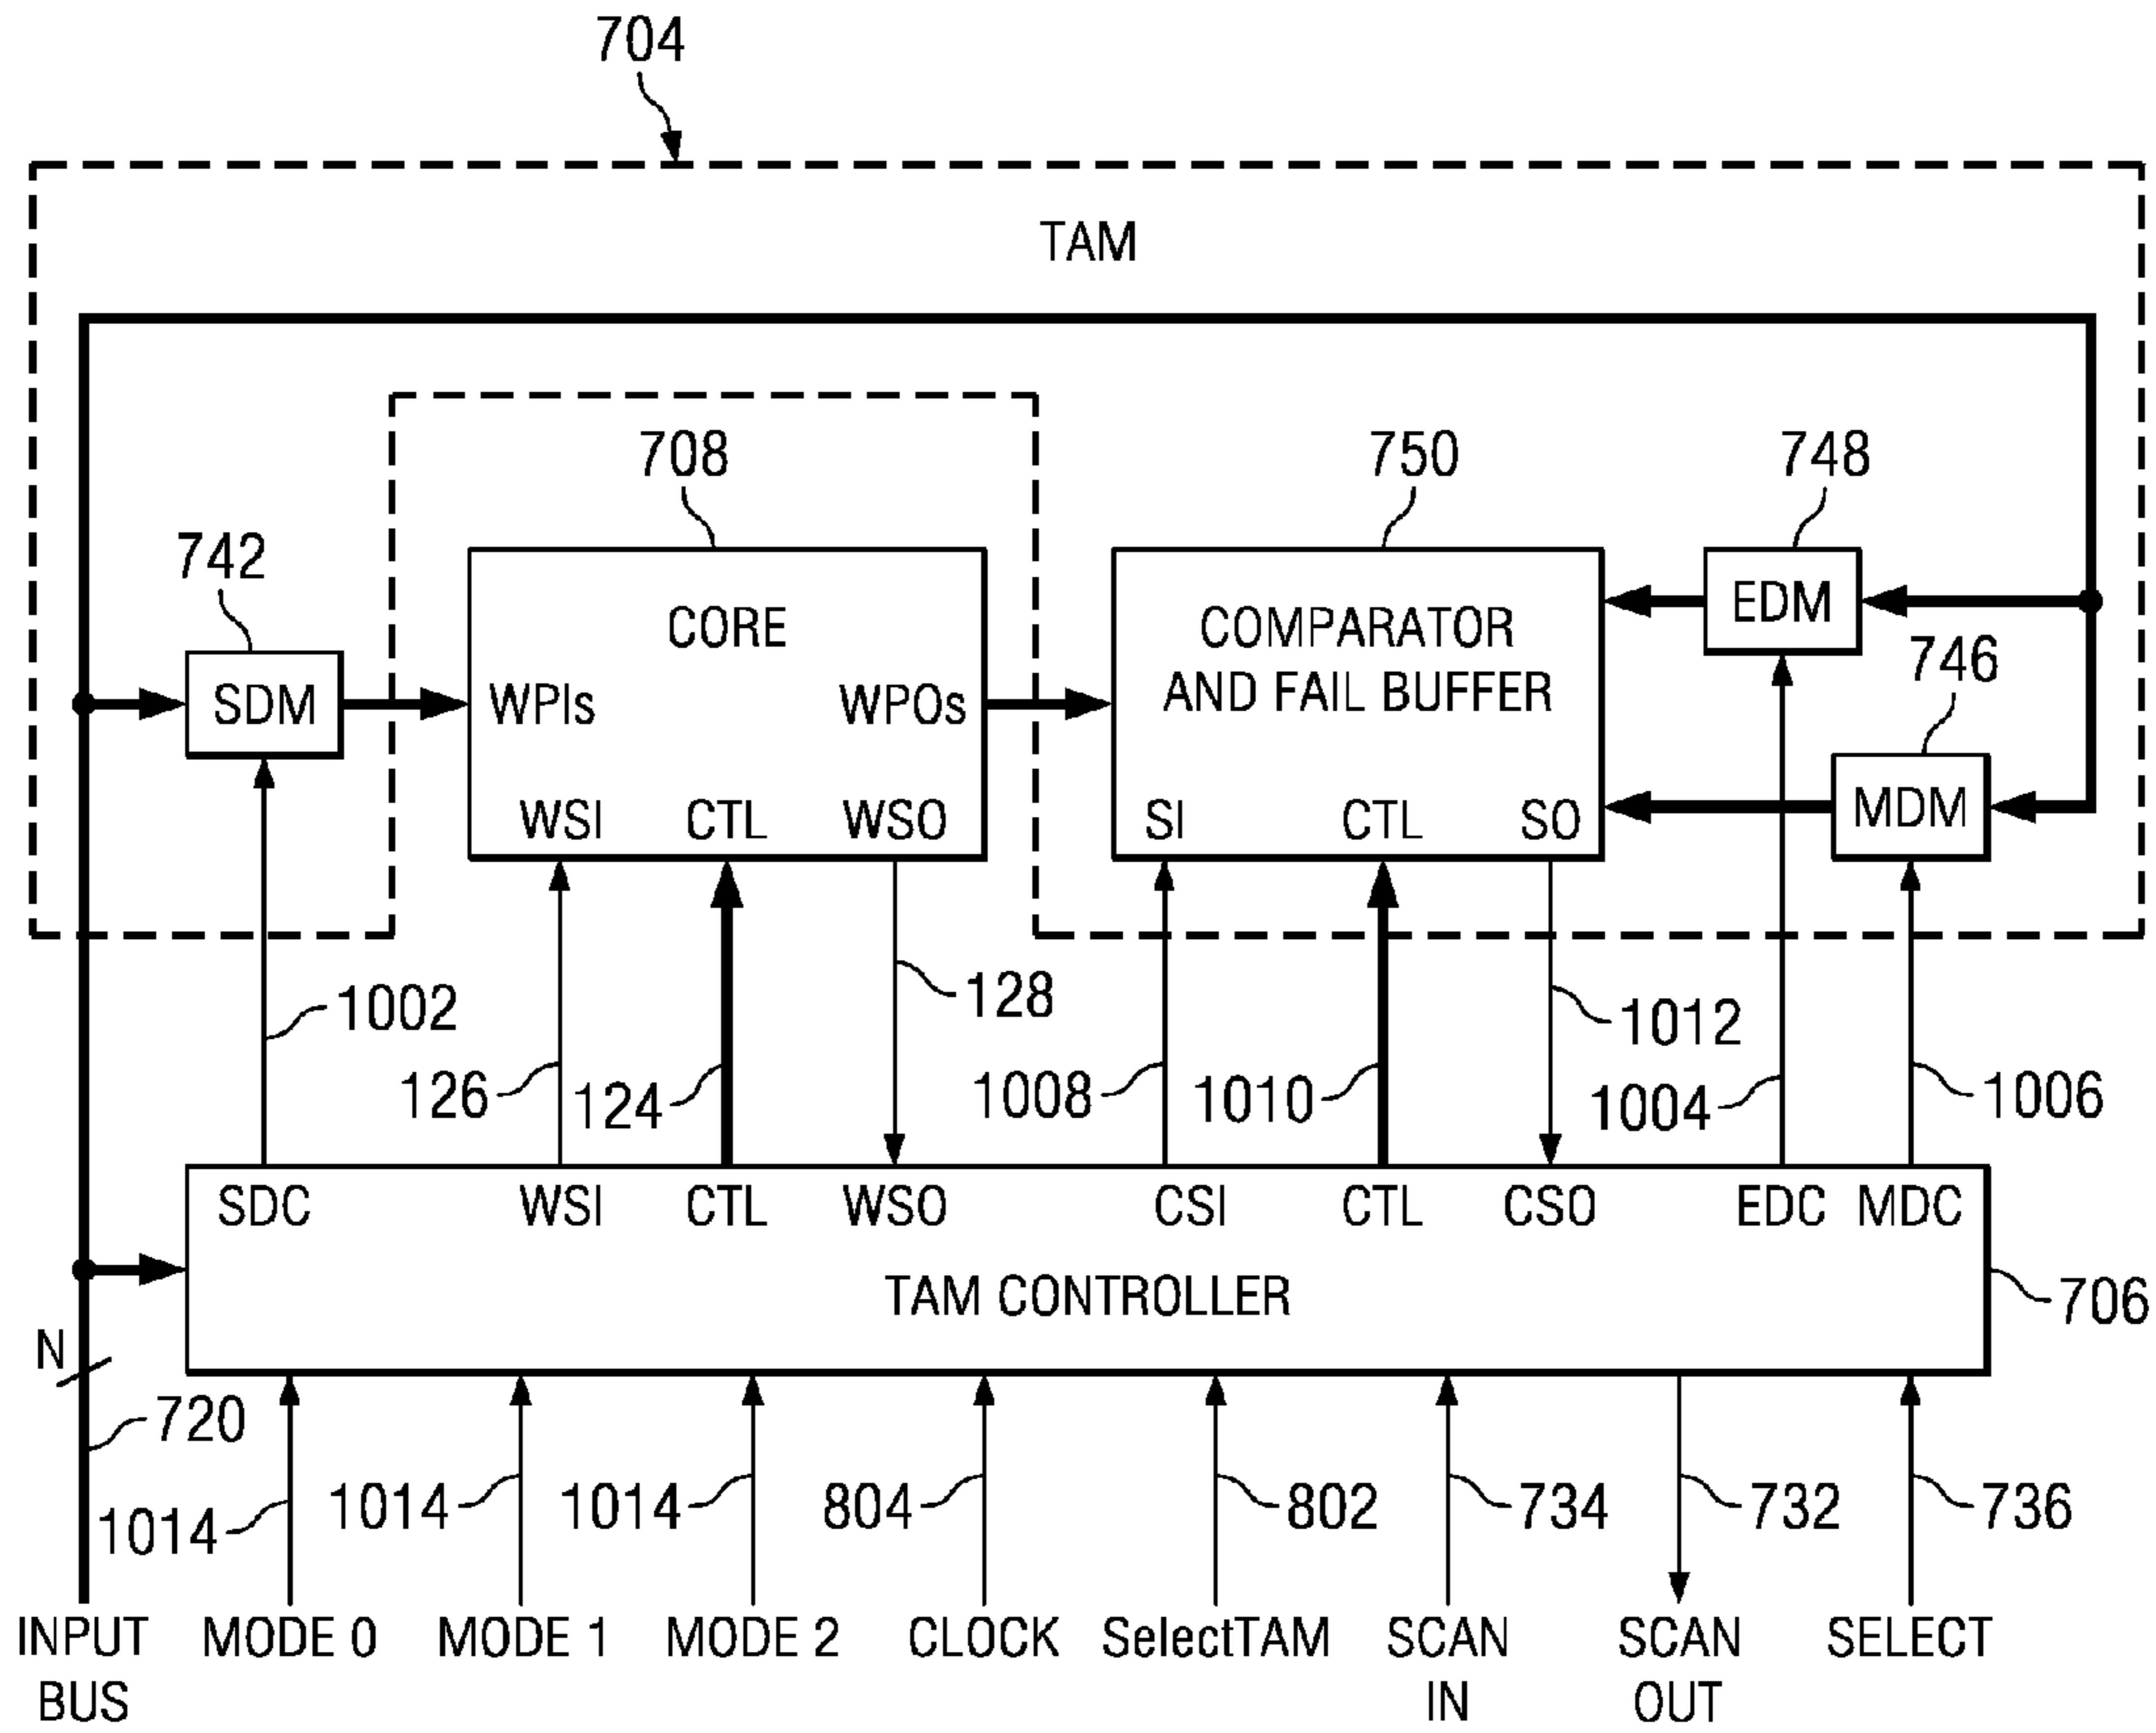 704
TAM
708
750
748
742
CORE
COMPARATOR
AND FAIL BUFFER
EDM
746
SDM
WPIs
WPOs
MDM
WSI
CTL
WSO
SI
CTL
SO
1002
128
1012
126
124
1008
1010
1004
1006
SDC
WSI
CTL
WSO
CSI
CTL
CSO
EDC
MDC
TAM CONTROLLER
706
N
720
1014
1014
1014
804
802
734
732
736
INPUT
BUS
MODE 0
MODE 1
MODE 2
CLOCK
SelectTAM
SCAN
IN
SCAN
OUT
SELECT